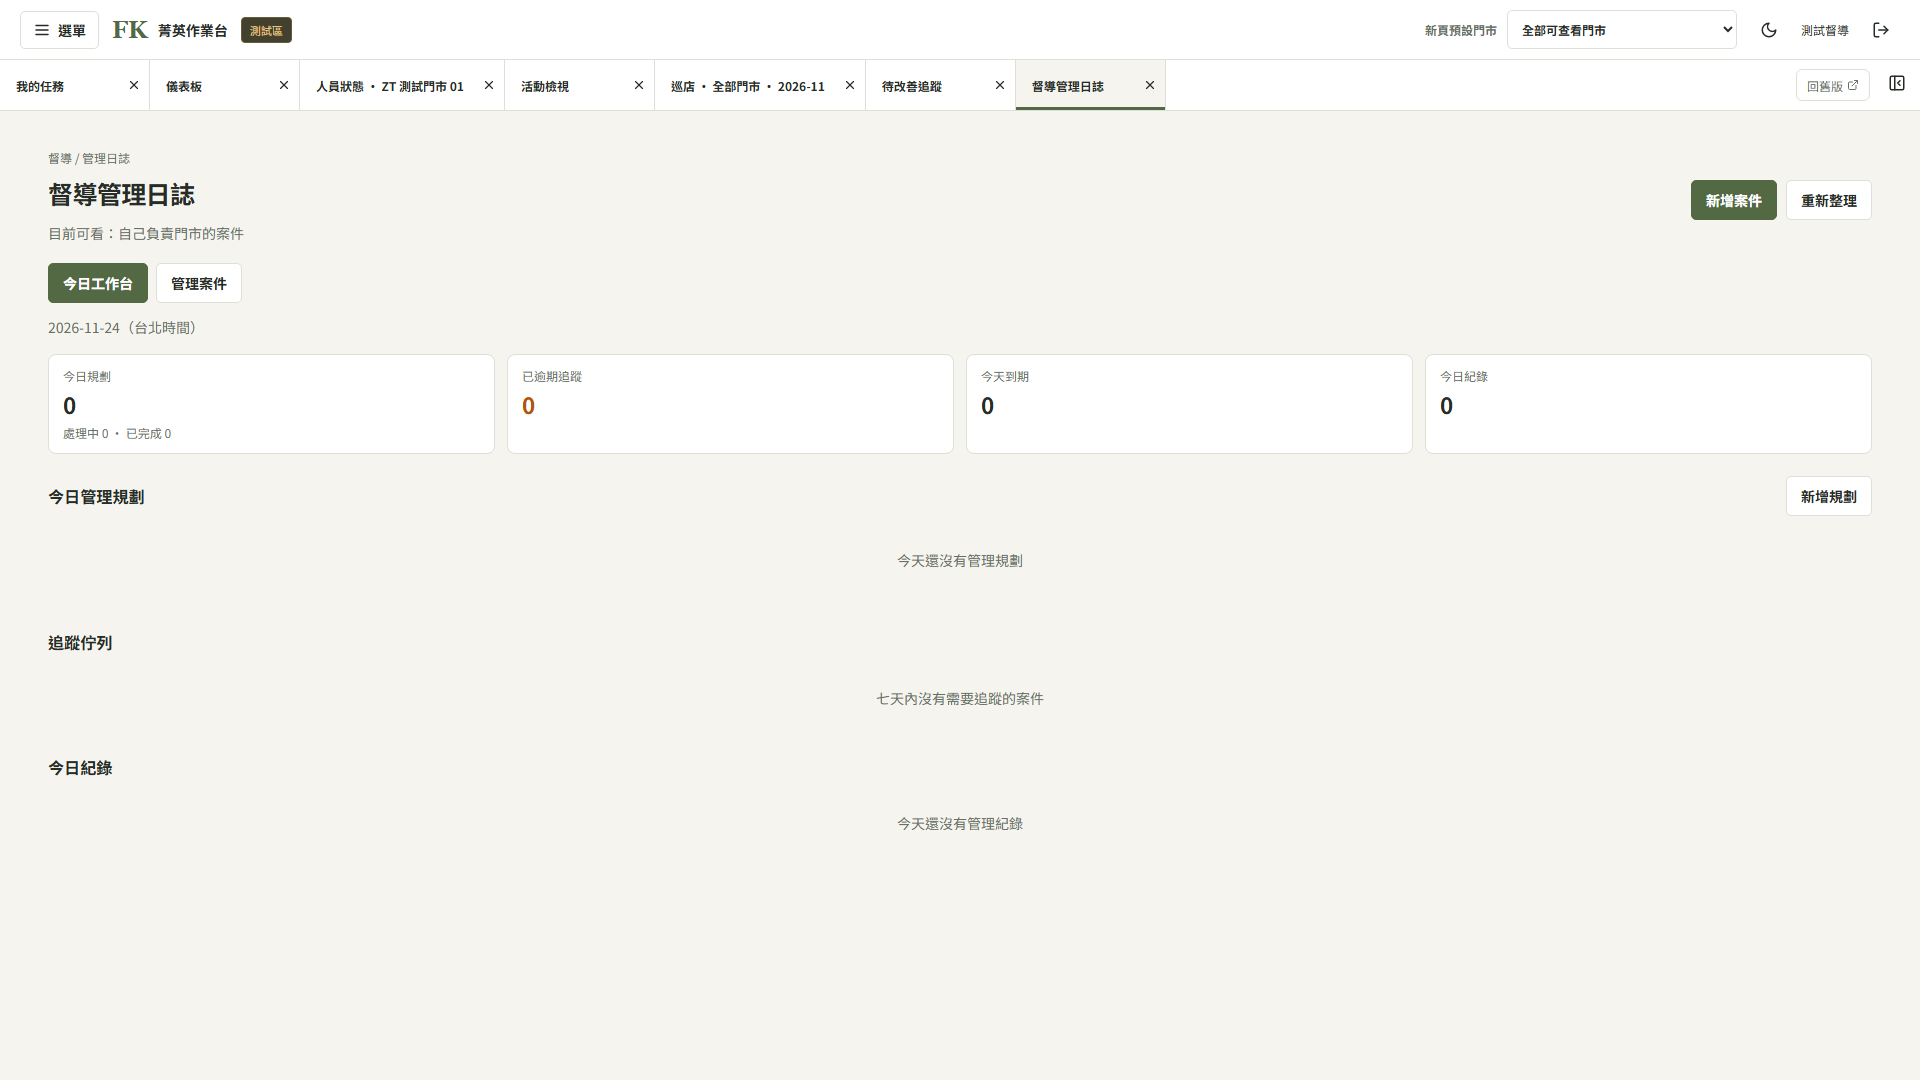 選單 FK 菁英作業台 測試區 新頁預設門市 全部可查看門市 測試督導
我的任務 儀表板 人員狀態 · ZT 測試門市 01 活動檢視 巡店 · 全部門市 · 2026-11 待改善追蹤 督導管理日誌 回舊版
督導 / 管理日誌
督導管理日誌
新增案件 重新整理
目前可看：自己負責門市的案件
今日工作台 管理案件
2026-11-24（台北時間）
今日規劃 已逾期追蹤 今天到期 今日紀錄
0 0 0 0
處理中 0 · 已完成 0
今日管理規劃 新增規劃
今天還沒有管理規劃
追蹤佇列
七天內沒有需要追蹤的案件
今日紀錄
今天還沒有管理紀錄